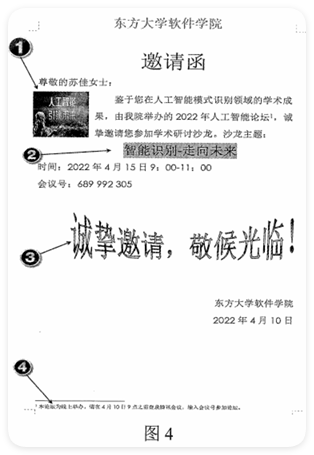 东方大学软件学院
1
邀请函
尊敬的苏佳女士：
人工智能
引领未来
鉴于您在人工智能模式识别领域的学术成
果，由我院举办的 2022 年人工智能论坛¹，诚
挚邀请您参加学术研讨沙龙。沙龙主题：
2
智能识别-走向未来
时间：2022 年 4 月 15 日 9：00-11：00
会议号：689 992 305
3
诚挚邀请，敬候光临！
东方大学软件学院
2022 年 4 月 10 日
4
¹ 本论坛为线上举办，请在 4 月 10 日 9 点之前登录腾讯会议，输入会议号参加论坛。
图 4